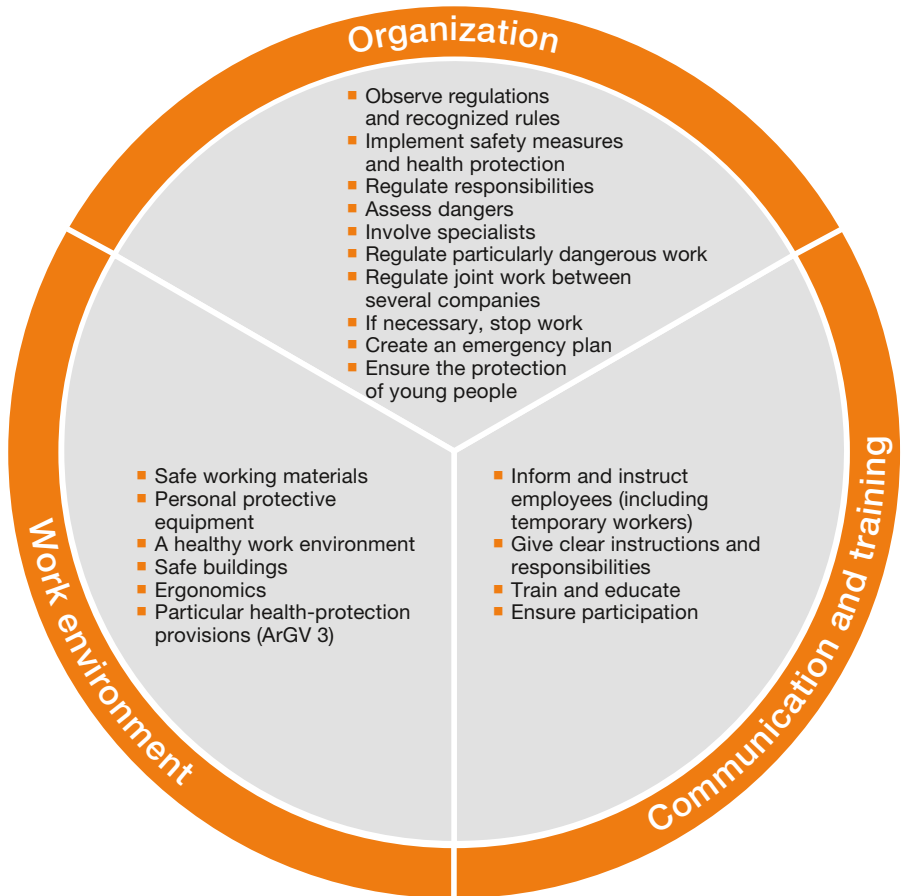 Organization
■ Observe regulations
and recognized rules
■ Implement safety measures
and health protection
■ Regulate responsibilities
■ Assess dangers
■ Involve specialists
■ Regulate particularly dangerous work
■ Regulate joint work between
several companies
■ If necessary, stop work
■ Create an emergency plan
■ Ensure the protection
of young people
Work environment
■ Safe working materials
■ Personal protective
equipment
■ A healthy work environment
■ Safe buildings
■ Ergonomics
■ Particular health-protection
provisions (ArGV 3)
Communication and training
■ Inform and instruct
employees (including
temporary workers)
■ Give clear instructions and
responsibilities
■ Train and educate
■ Ensure participation